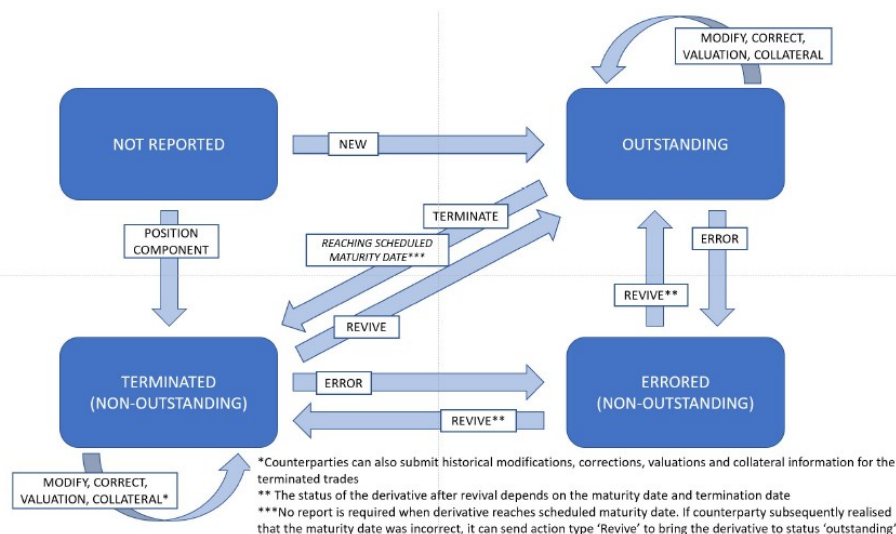 MODIFY, CORRECT,
VALUATION, COLLATERAL
NOT REPORTED
NEW
OUTSTANDING
TERMINATE
POSITION
COMPONENT
REACHING SCHEDULED
MATURITY DATE***
ERROR
REVIVE**
REVIVE
TERMINATED
(NON-OUTSTANDING)
ERROR
ERRORED
(NON-OUTSTANDING)
REVIVE**
MODIFY, CORRECT,
VALUATION, COLLATERAL*
*Counterparties can also submit historical modifications, corrections, valuations and collateral information for the
terminated trades
** The status of the derivative after revival depends on the maturity date and termination date
***No report is required when derivative reaches scheduled maturity date. If counterparty subsequently realised
that the maturity date was incorrect, it can send action type 'Revive' to bring the derivative to status 'outstanding'